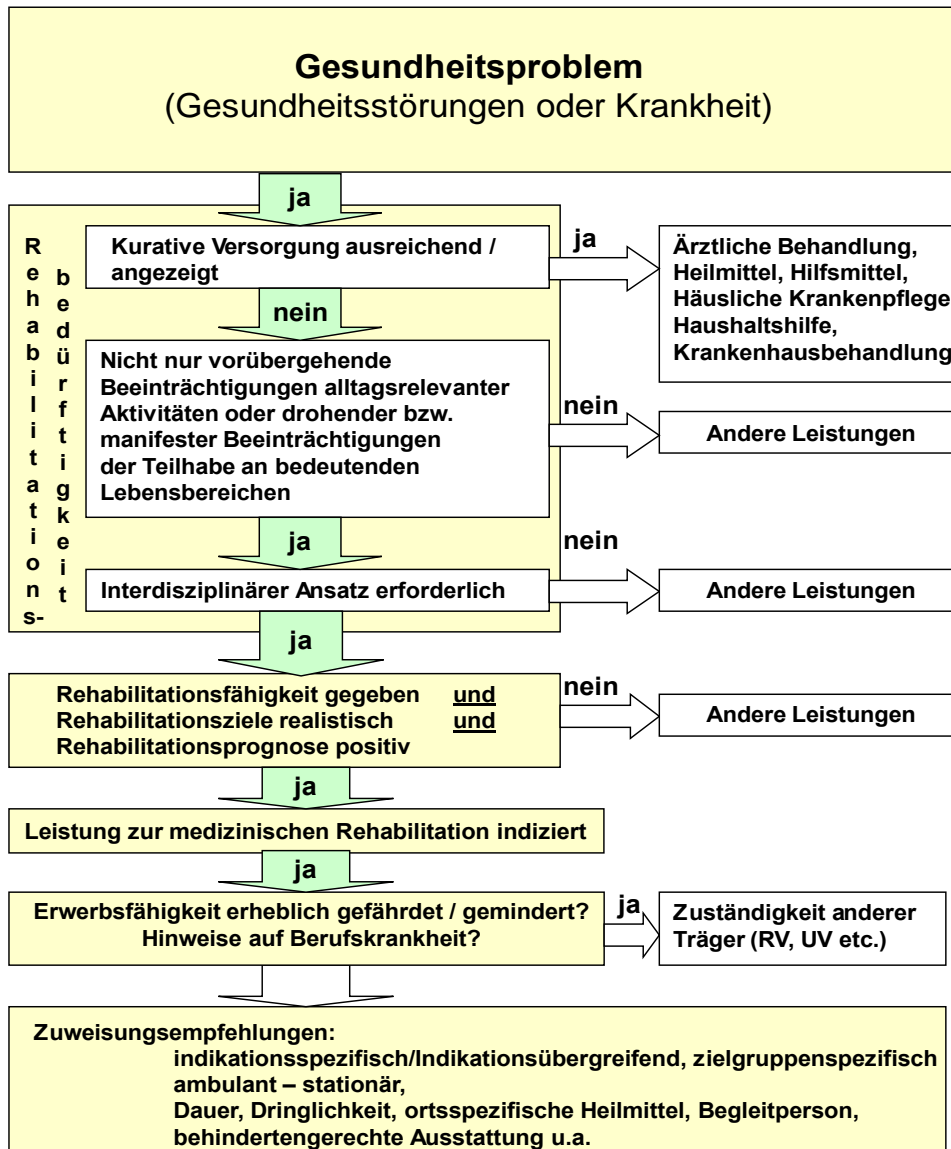 Gesundheitsproblem
(Gesundheitsstörungen oder Krankheit)
ja
Rehabilitations-
bedürftigkeit
Kurative Versorgung ausreichend /
angezeigt
ja
Ärztliche Behandlung,
Heilmittel, Hilfsmittel,
Häusliche Krankenpflege
Haushaltshilfe,
Krankenhausbehandlung
nein
Nicht nur vorübergehende
Beeinträchtigungen alltagsrelevanter
Aktivitäten oder drohender bzw.
manifester Beeinträchtigungen
der Teilhabe an bedeutenden
Lebensbereichen
nein
Andere Leistungen
ja
Interdisziplinärer Ansatz erforderlich
nein
Andere Leistungen
ja
Rehabilitationsfähigkeit gegeben und
Rehabilitationsziele realistisch und
Rehabilitationsprognose positiv
nein
Andere Leistungen
ja
Leistung zur medizinischen Rehabilitation indiziert
ja
Erwerbsfähigkeit erheblich gefährdet / gemindert?
Hinweise auf Berufskrankheit?
ja
Zuständigkeit anderer
Träger (RV, UV etc.)
Zuweisungsempfehlungen:
indikationsspezifisch/Indikationsübergreifend, zielgruppenspezifisch
ambulant – stationär,
Dauer, Dringlichkeit, ortsspezifische Heilmittel, Begleitperson,
behindertengerechte Ausstattung u.a.